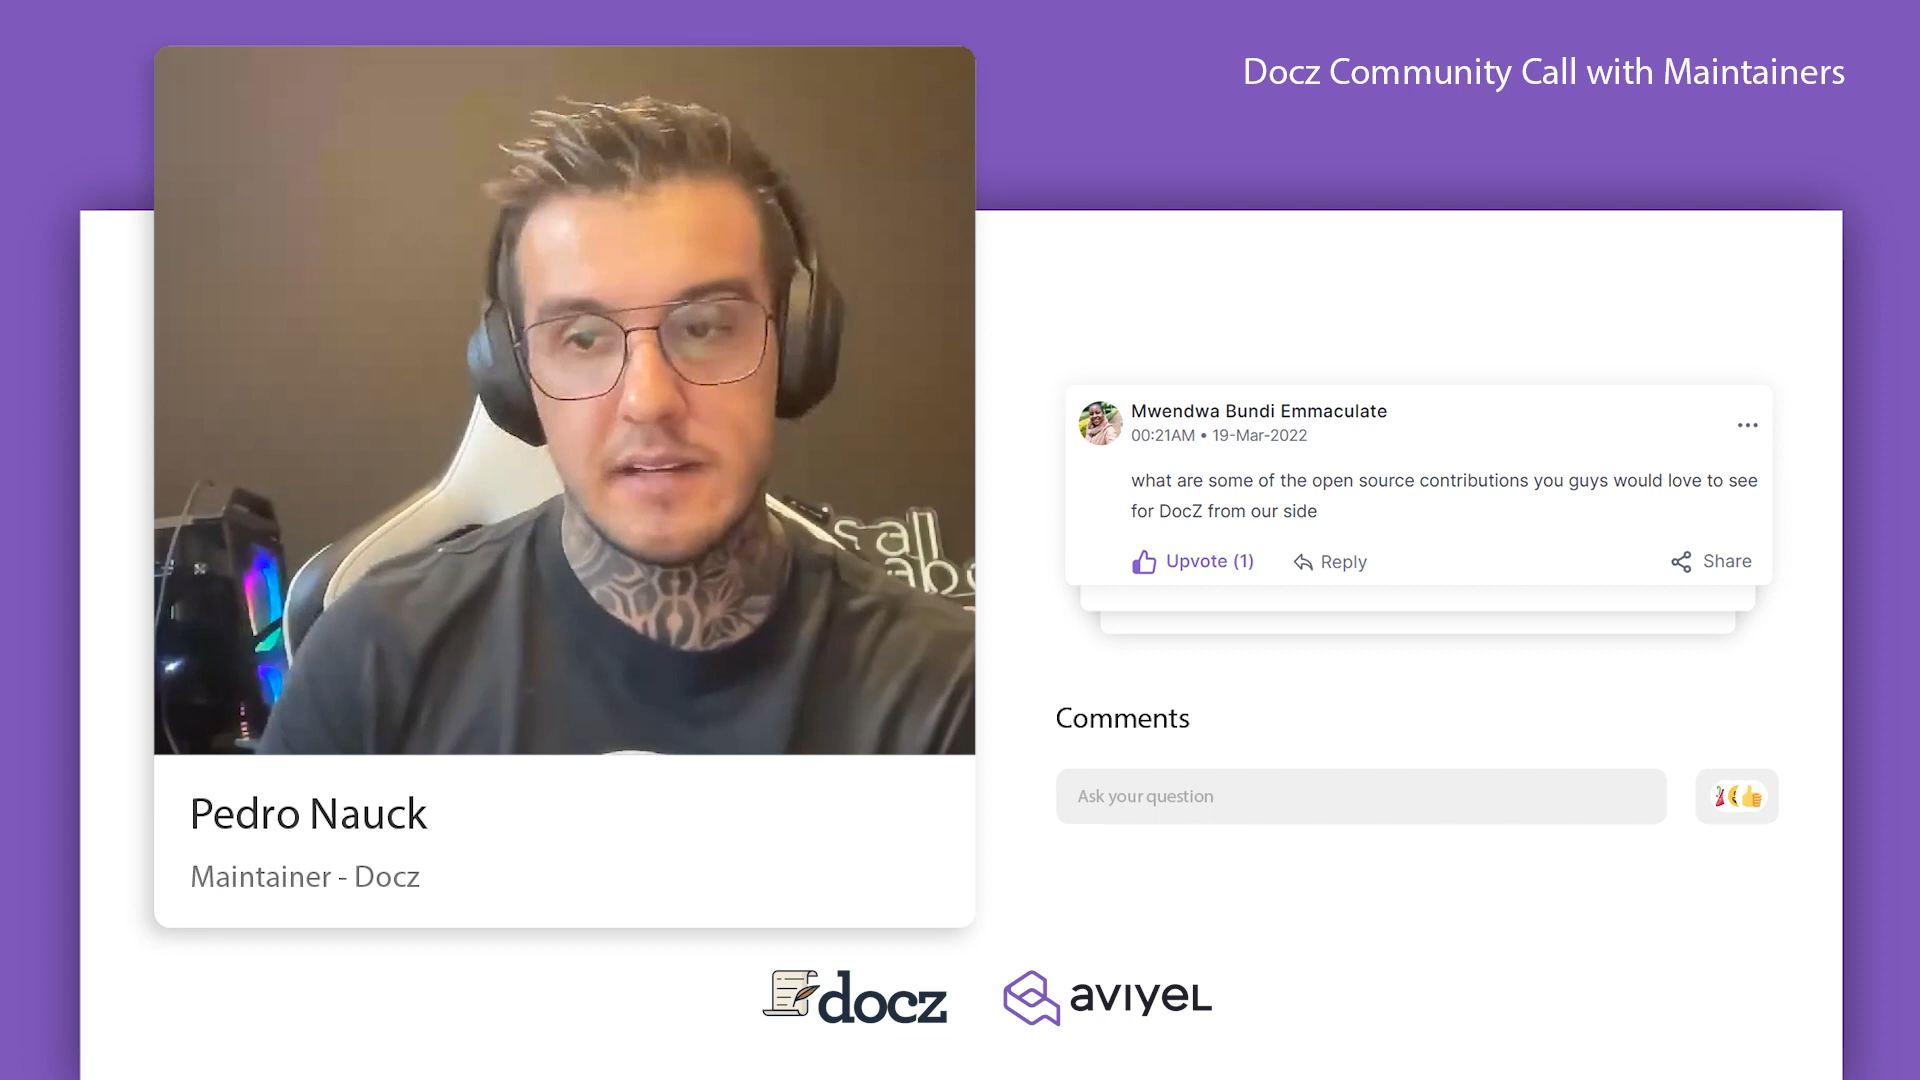 Docz Community Call with Maintainers
Mwendwa Bundi Emmaculate
00:21AM • 19-Mar-2022
what are some of the open source contributions you guys would love to see
for DocZ from our side
Upvote (1)
Reply
Share
Comments
Ask your question
all
Pedro Nauck
Maintainer - Docz
docz
aviyel